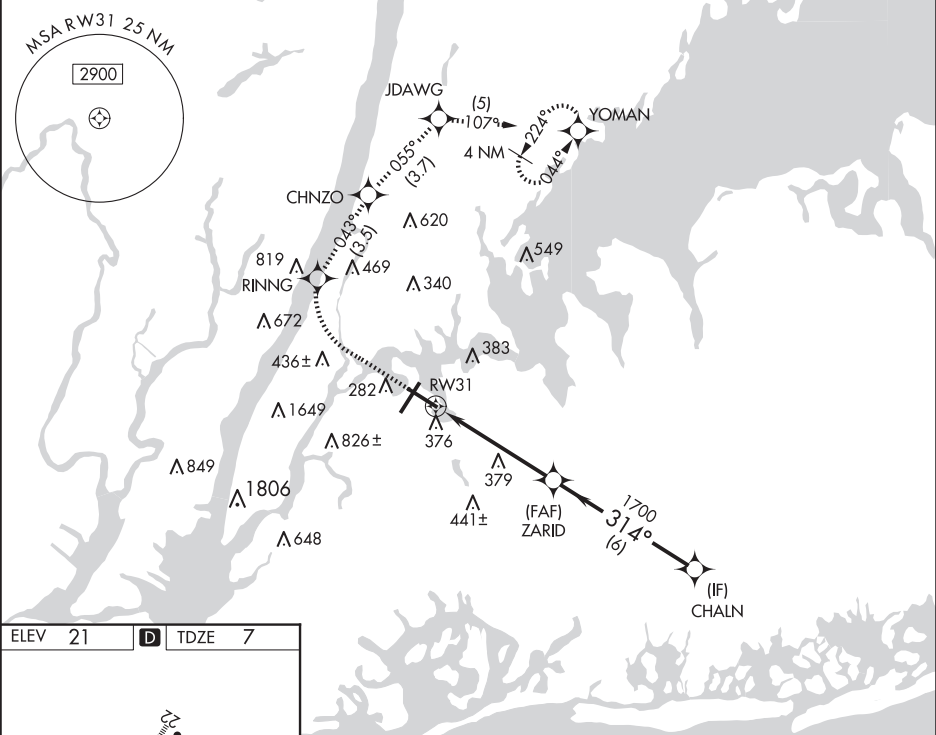 MSA RW31 25 NM
2900
JDAWG
(5)
107°
YOMAN
224°
4 NM
044°
055°
(3.7)
CHNZO
043°
(3.5)
620
819
469
549
RINNG
340
672
436±
383
282
RW31
1649
376
826±
849
379
1806
441±
(FAF)
ZARID
1700
314°
(6)
648
(IF)
CHALN
ELEV 21 D TDZE 7
22